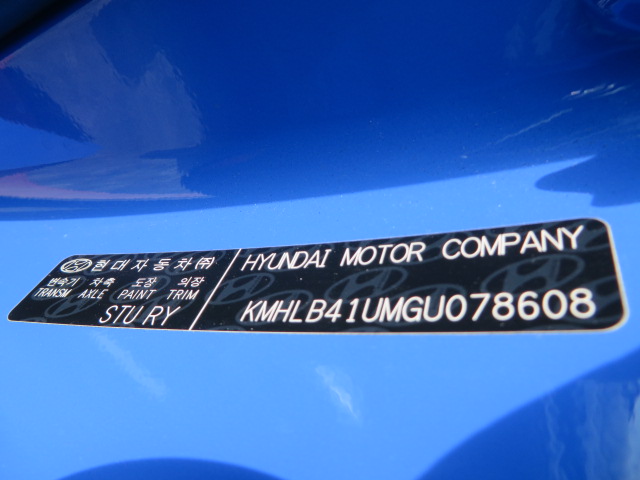 현대자동차㈜
변속기 차축 도장 의장
TRANSM AXLE PAINT TRIM
STU RY
HYUNDAI MOTOR COMPANY
KMHLB41UMGU078608